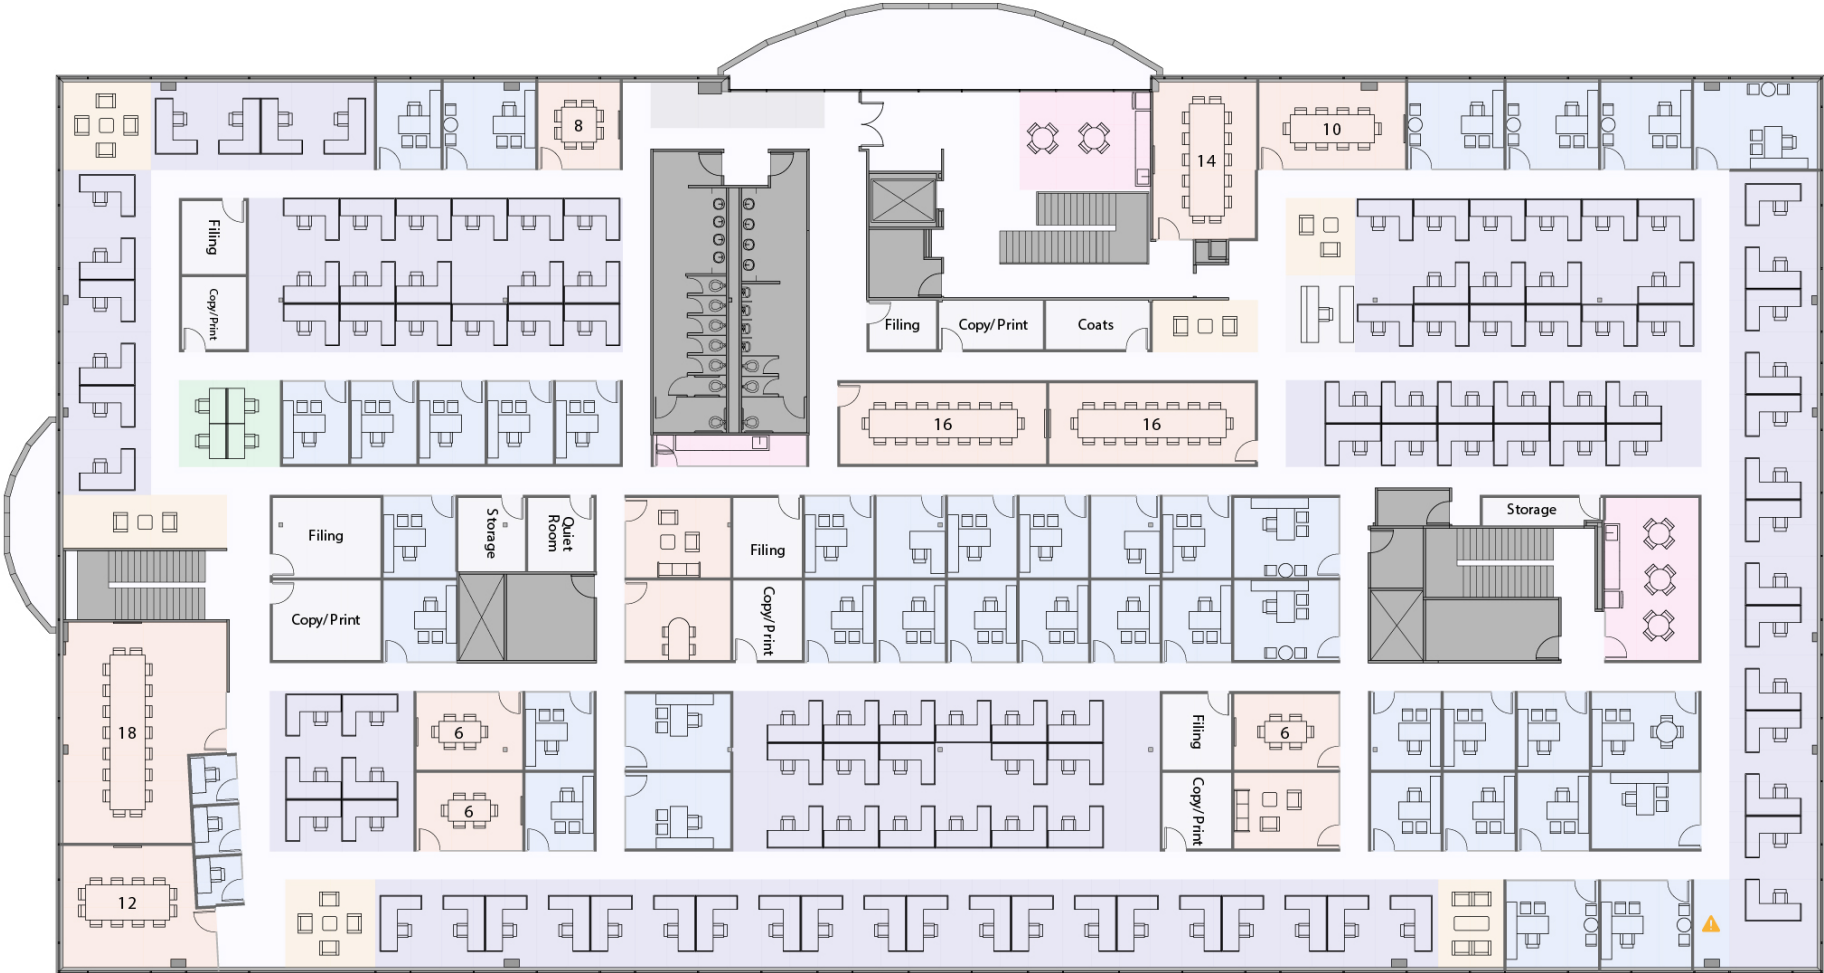 8
14
10
Filing
Copy/Print
Filing
Copy/Print
Coats
16
16
Filing
Storage
Quiet
Room
Filing
Storage
Copy/Print
Copy/Print
18
6
6
Filing
6
Copy/Print
12